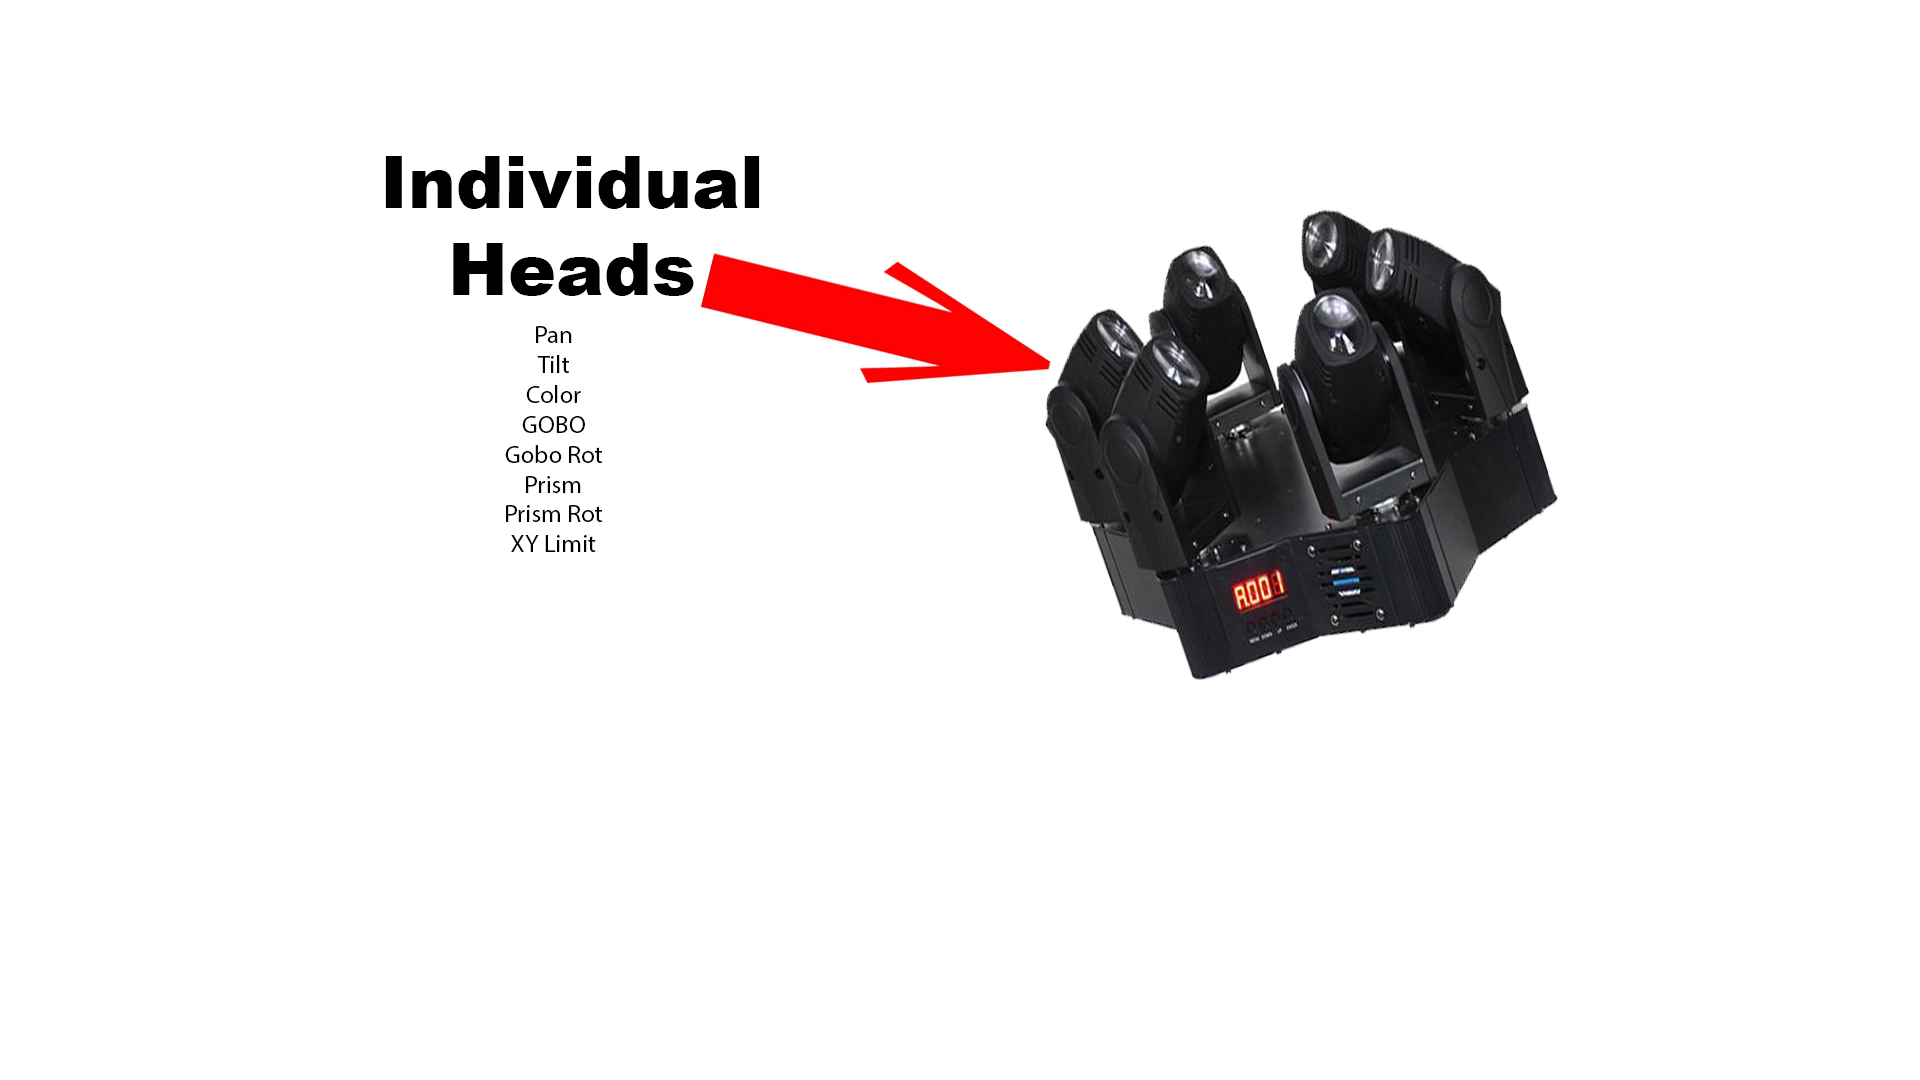 Individual
Heads
Pan
Tilt
Color
GOBO
Gobo Rot
Prism
Prism Rot
XY Limit
A001